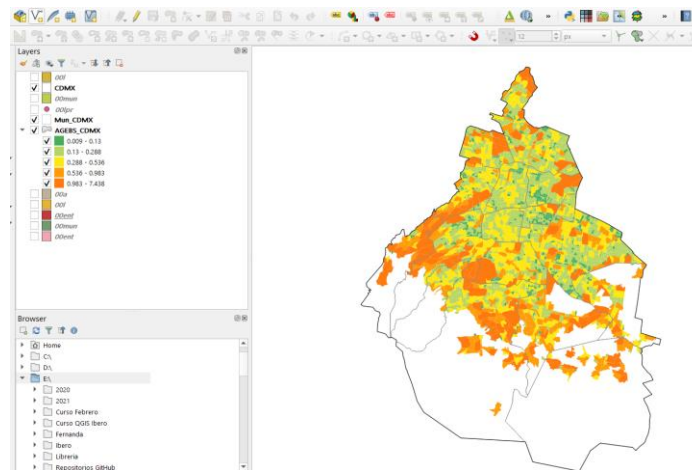 12
px
Layers
00l
CDMX
00mun
00lpr
Mun_CDMX
AGEBS_CDMX
0.009 - 0.13
0.13 - 0.288
0.288 - 0.536
0.536 - 0.983
0.983 - 7.438
00a
00l
00ent
00mun
00ent
Browser
Home
C:\
D:\
E:\
2020
2021
Curso Febrero
Curso QGIS Ibero
Fernanda
Ibero
Libreria
Repositorios GitHub